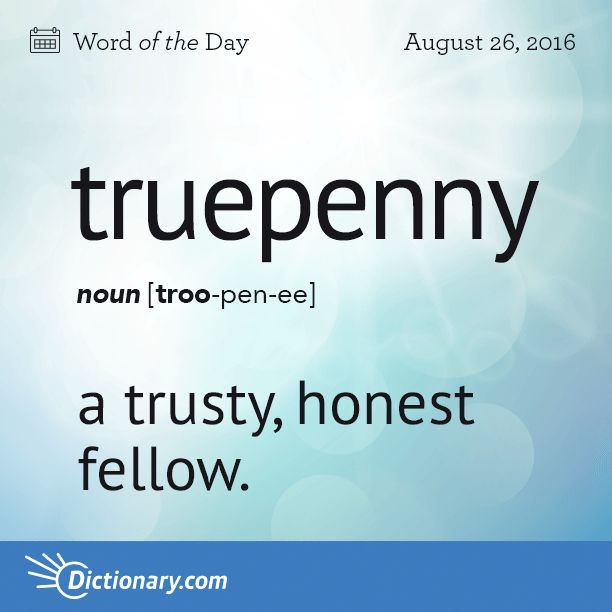 Word of the Day
August 26, 2016
truepenny
noun [troo-pen-ee]
a trusty, honest
fellow.
Dictionary.com